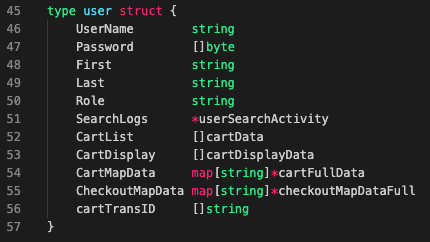 45 type user struct {
46 UserName string
47 Password []byte
48 First string
49 Last string
50 Role string
51 SearchLogs *userSearchActivity
52 CartList []cartData
53 CartDisplay []cartDisplayData
54 CartMapData map[string]*cartFullData
55 CheckoutMapData map[string]*checkoutMapDataFull
56 cartTransID []string
57 }